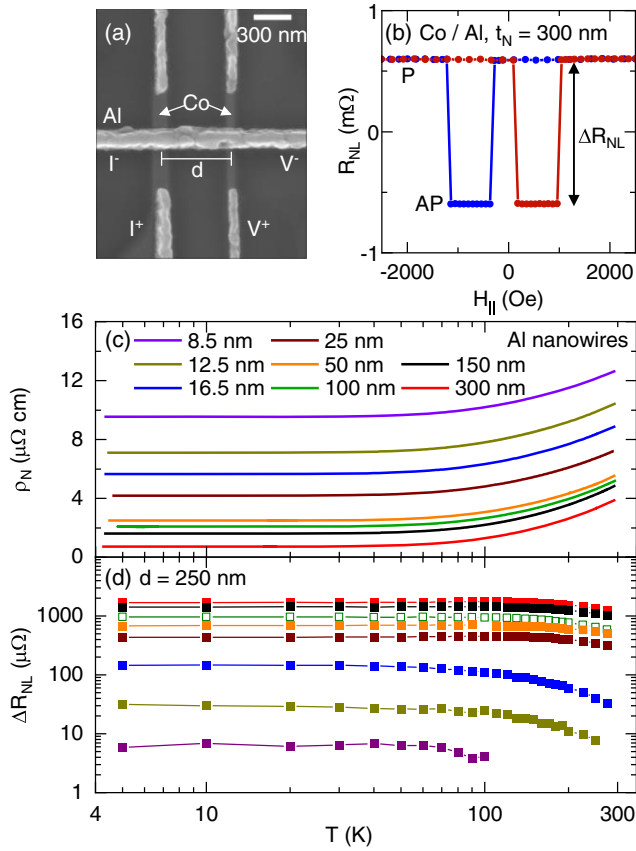 (a)
300 nm
Co
Al
I⁻
d
V⁻
I⁺
V⁺
(b) Co / Al, t_N = 300 nm
1
P
R_NL (mΩ)
0
ΔR_NL
AP
-1
-2000
0
2000
H_|| (Oe)
(c)
Al nanowires
8.5 nm
25 nm
12.5 nm
50 nm
150 nm
16.5 nm
100 nm
300 nm
16
12
8
4
0
ρ_N (μΩ cm)
(d) d = 250 nm
1000
100
10
1
ΔR_NL (μΩ)
4
10
100
300
T (K)